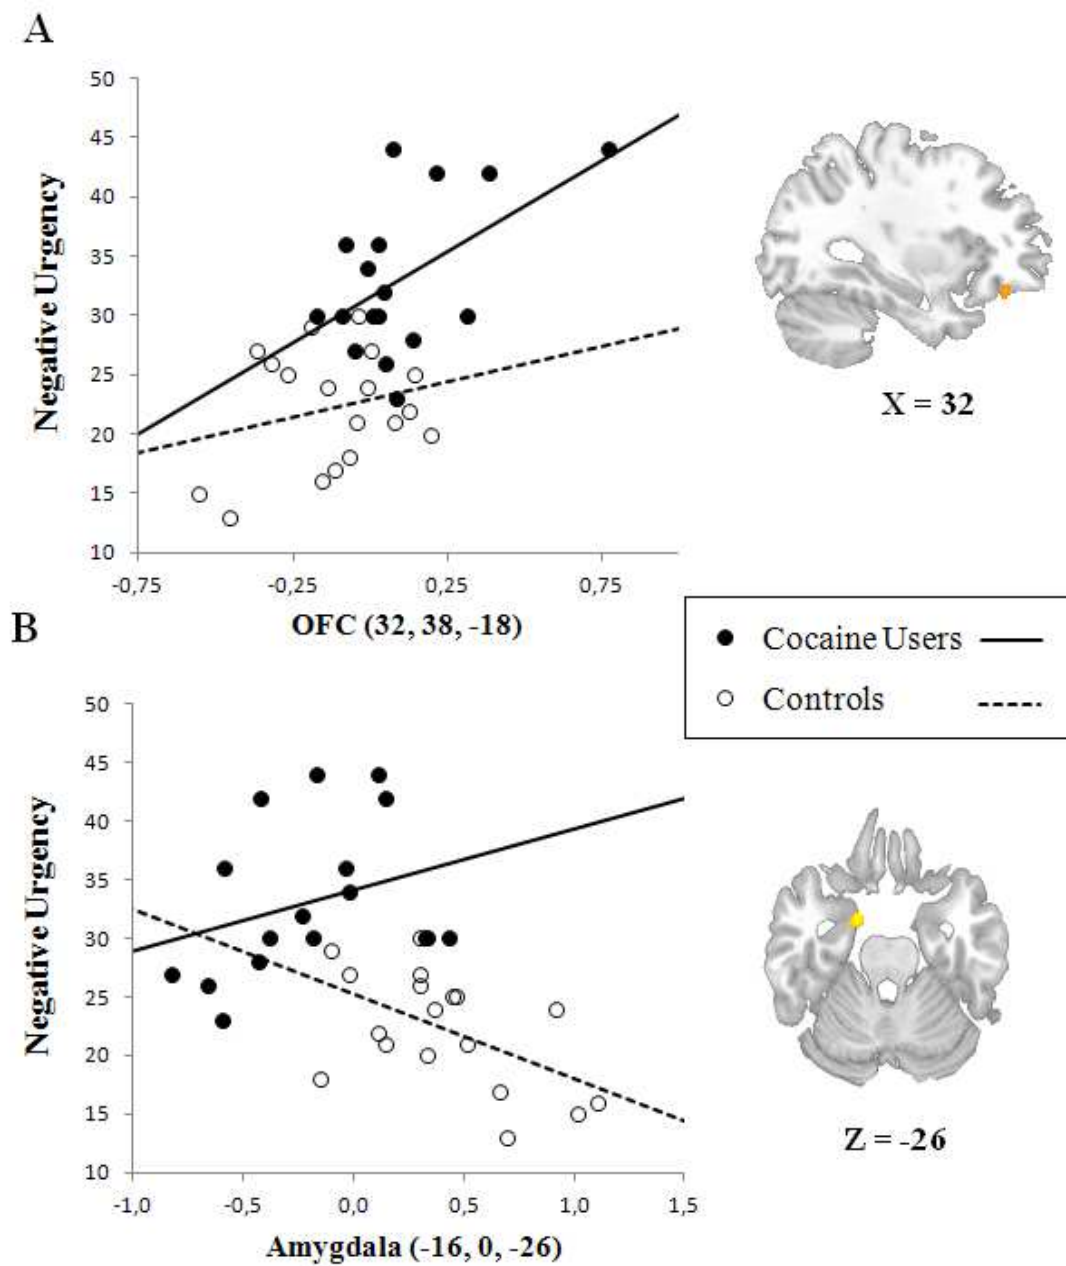 A
50
45
40
35
30
25
20
15
10
Negative Urgency
-0,75 -0,25 0,25 0,75
OFC (32, 38, -18)
X = 32
Cocaine Users
Controls
B
50
45
40
35
30
25
20
15
10
Negative Urgency
-1,0 -0,5 0,0 0,5 1,0 1,5
Amygdala (-16, 0, -26)
Z = -26